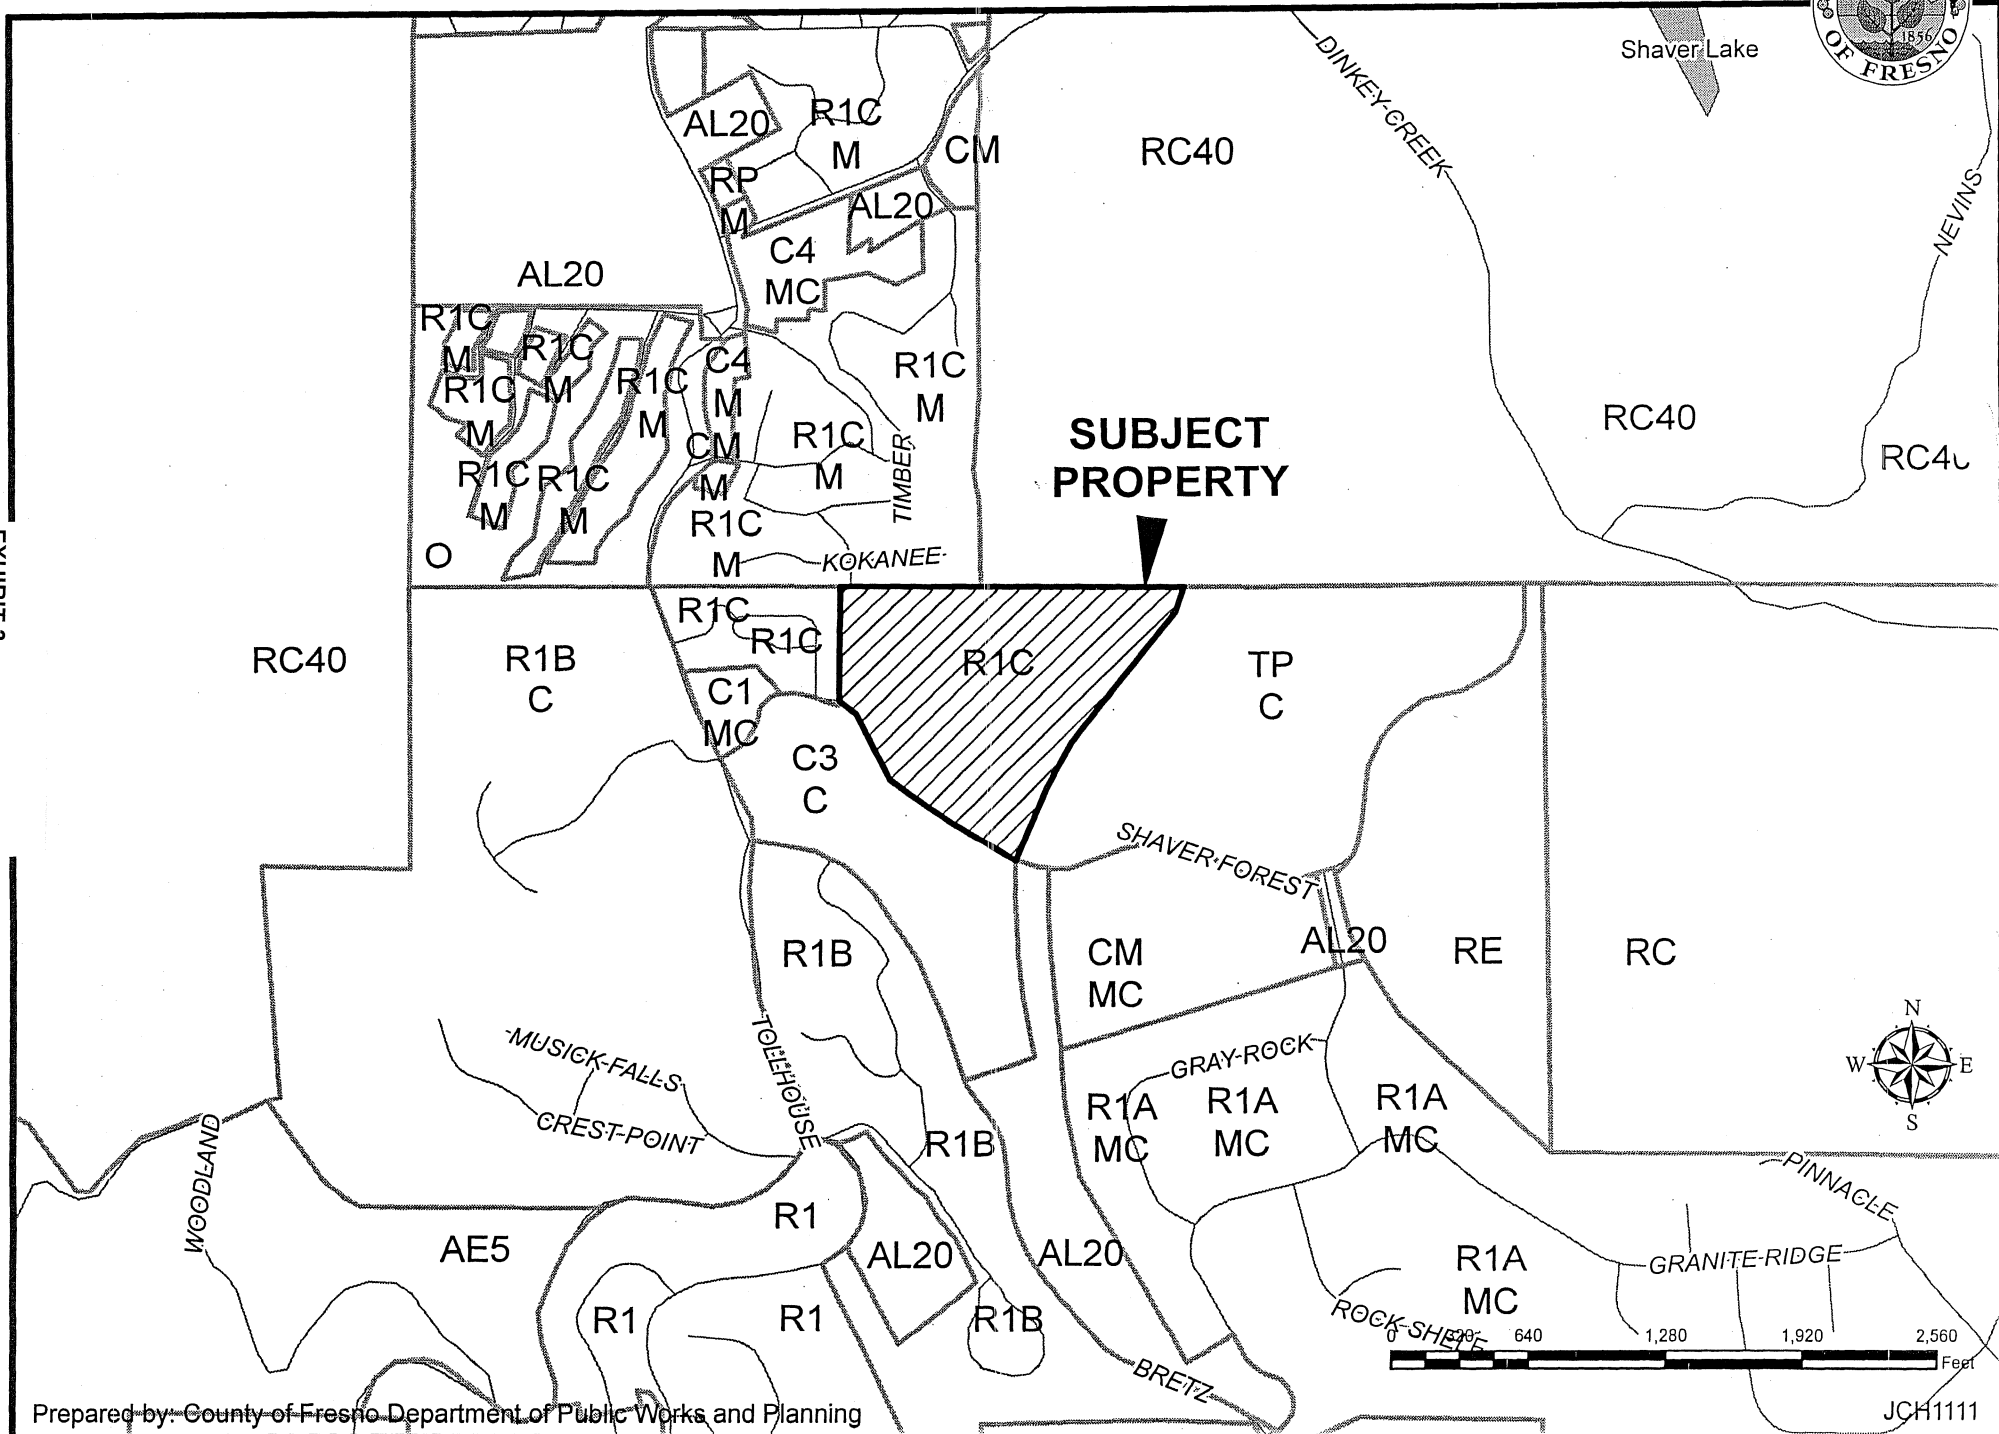 1856
OF FRESNO
Shaver Lake
DINKEY-CREEK
NEVINS
AL20
R1C
M
CM
RC40
RP
M
AL20
C4
MC
AL20
R1C
M
R1C
M
R1C
M
R1C
M
C4
M
R1C
M
R1C
M
R1C
M
CM
M
R1C
M
TIMBER
R1C
M
KOKANEE
O
RC40
SUBJECT
PROPERTY
RC40
R1C
R1C
R1C
RC40
R1B
C
C1
MC
C3
C
TP
C
SHAVER-FOREST
R1B
CM
MC
AL20
RE
RC
N
W E
S
TOLLHOUSE
MUSICK-FALLS
CREST-POINT
WOODLAND
GRAY-ROCK
R1A
MC
R1A
MC
R1A
MC
R1B
PINNACLE
R1
AE5
AL20
AL20
R1A
MC
GRANITE-RIDGE
R1
R1
R1B
BRETZ
0 320 640 1,280 1,920 2,560
Feet
Prepared by: County of Fresno Department of Public Works and Planning
JCH1111